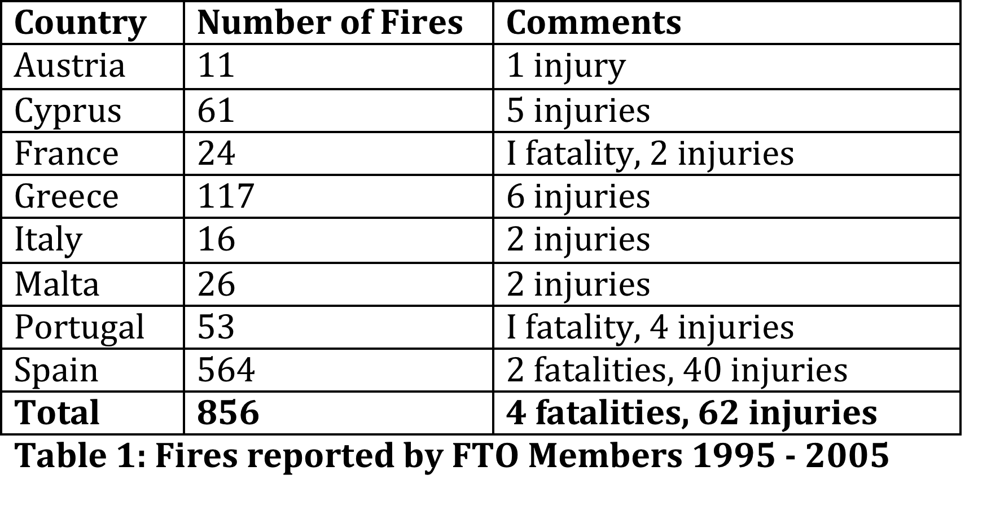 Country Number of Fires Comments
Austria 11 1 injury
Cyprus 61 5 injuries
France 24 I fatality, 2 injuries
Greece 117 6 injuries
Italy 16 2 injuries
Malta 26 2 injuries
Portugal 53 I fatality, 4 injuries
Spain 564 2 fatalities, 40 injuries
Total 856 4 fatalities, 62 injuries
Table 1: Fires reported by FTO Members 1995 - 2005